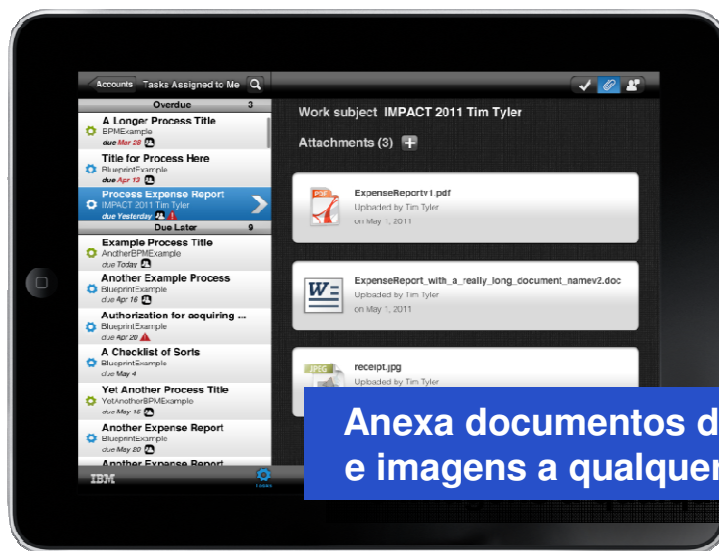 Accounts Tasks Assigned to Me
Overdue 3
A Longer Process Title
BPMExample
due Mar 28
Title for Process Here
BlueprintExample
due Apr 13
Process Expense Report
IMPACT 2011 Tim Tyler
due Yesterday
Due Later 9
Example Process Title
AnotherBPMExample
due Today
Another Example Process
BlueprintExample
due Apr 16
Authorization for acquiring ...
BlueprintExample
due Apr 20
A Checklist of Sorts
BlueprintExample
due May 4
Yet Another Process Title
YetAnotherBPMExample
due May 16
Another Expense Report
BlueprintExample
due May 20
Another Expense Report
IBM
Work subject IMPACT 2011 Tim Tyler
Attachments (3)
PDF
ExpenseReportv1.pdf
Uploaded by Tim Tyler
on May 1, 2011
W
ExpenseReport_with_a_really_long_document_namev2.doc
Uploaded by Tim Tyler
on May 1, 2011
JPEG
receipt.jpg
Uploaded by Tim Tyler
Anexa documentos d
e imagens a qualquer